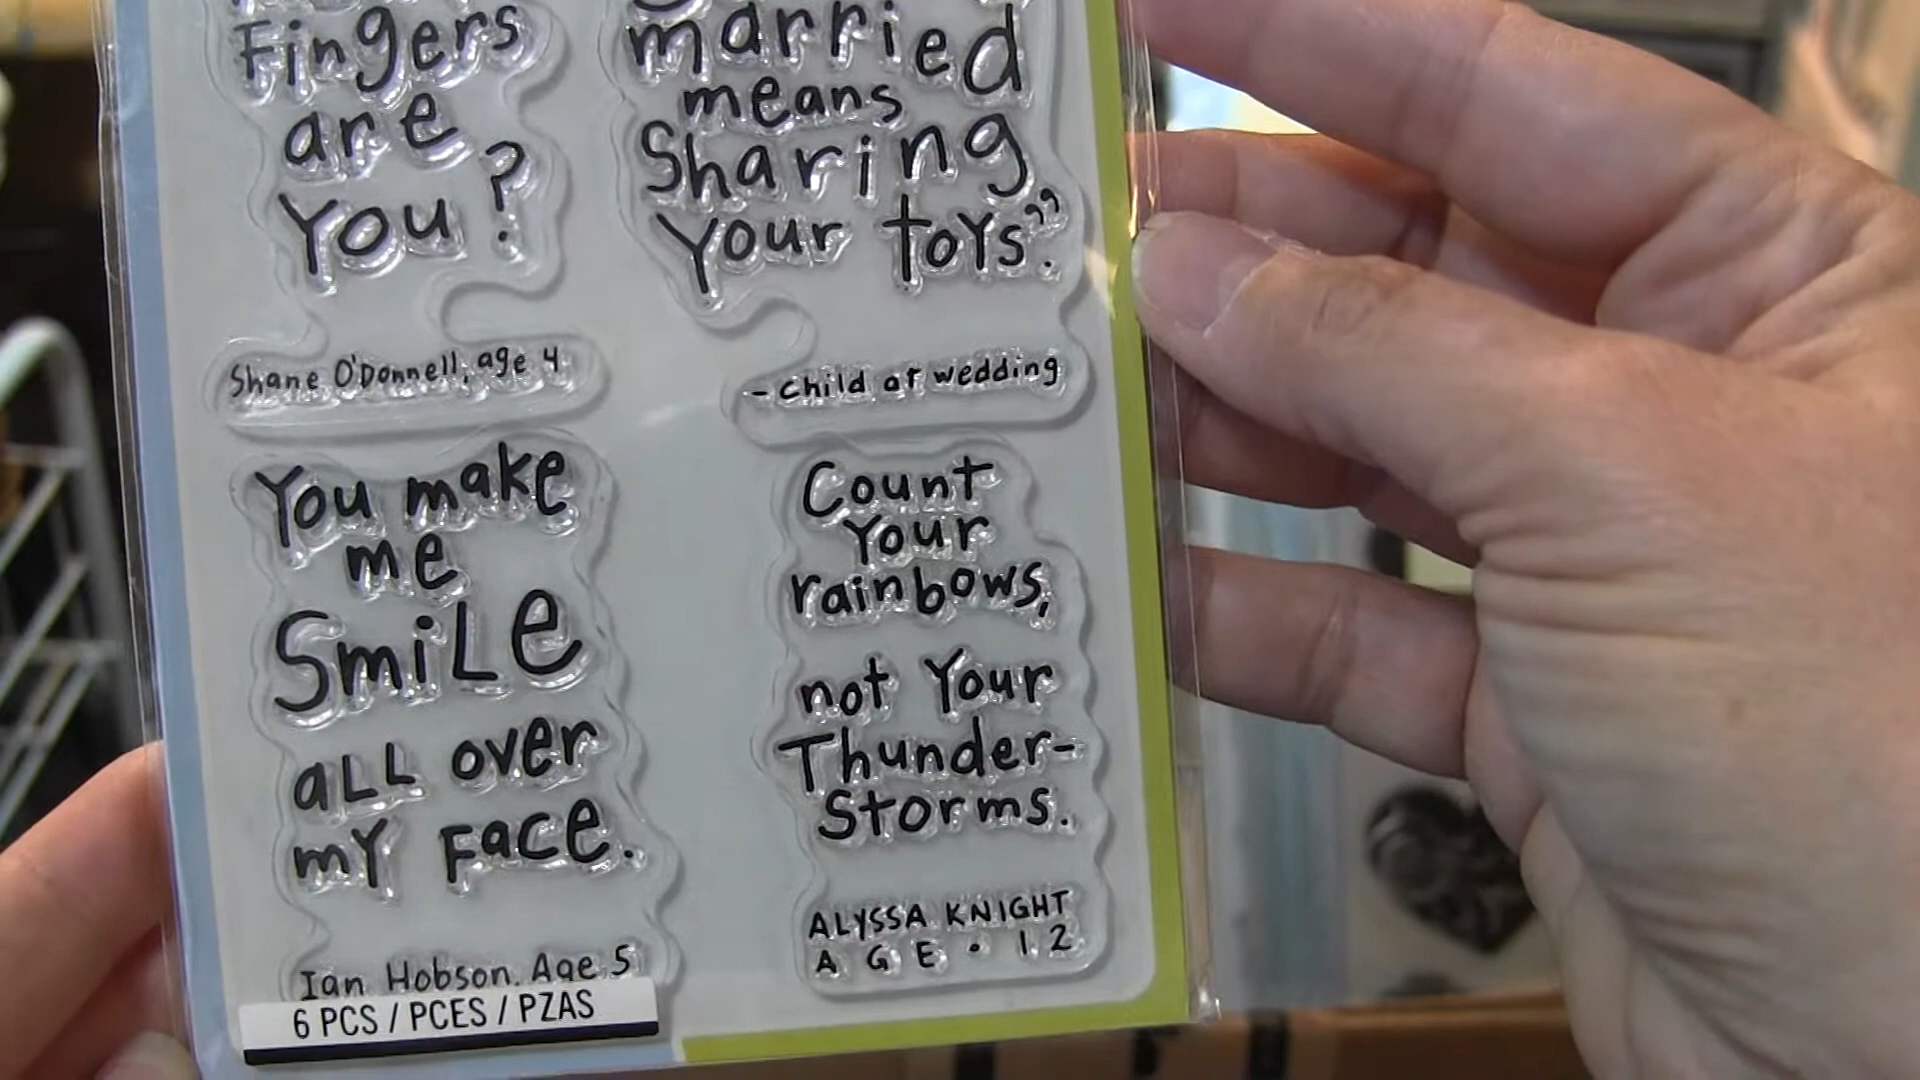 Fingers
are
You?
Shane O'Donnell, age 4
married
means
Sharing
Your toys.”
- child at wedding
You make
me
SmiLe
aLL over
mY Face.
Ian Hobson, Age 5
Count
Your
rainbows,
not Your
Thunder-
Storms.
ALYSSA KNIGHT
AGE • 12
6 PCS / PCES / PZAS